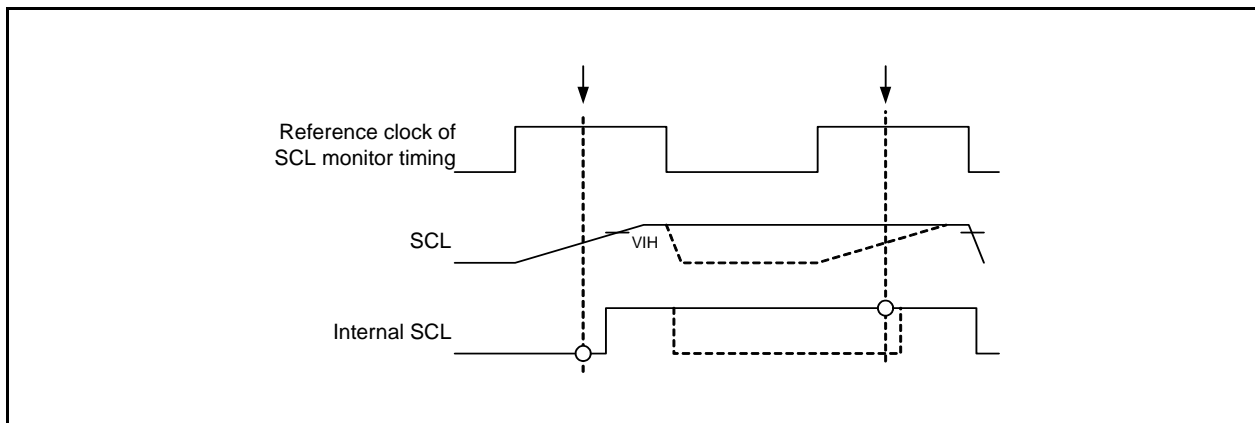 Reference clock of
SCL monitor timing
SCL
VIH
Internal SCL